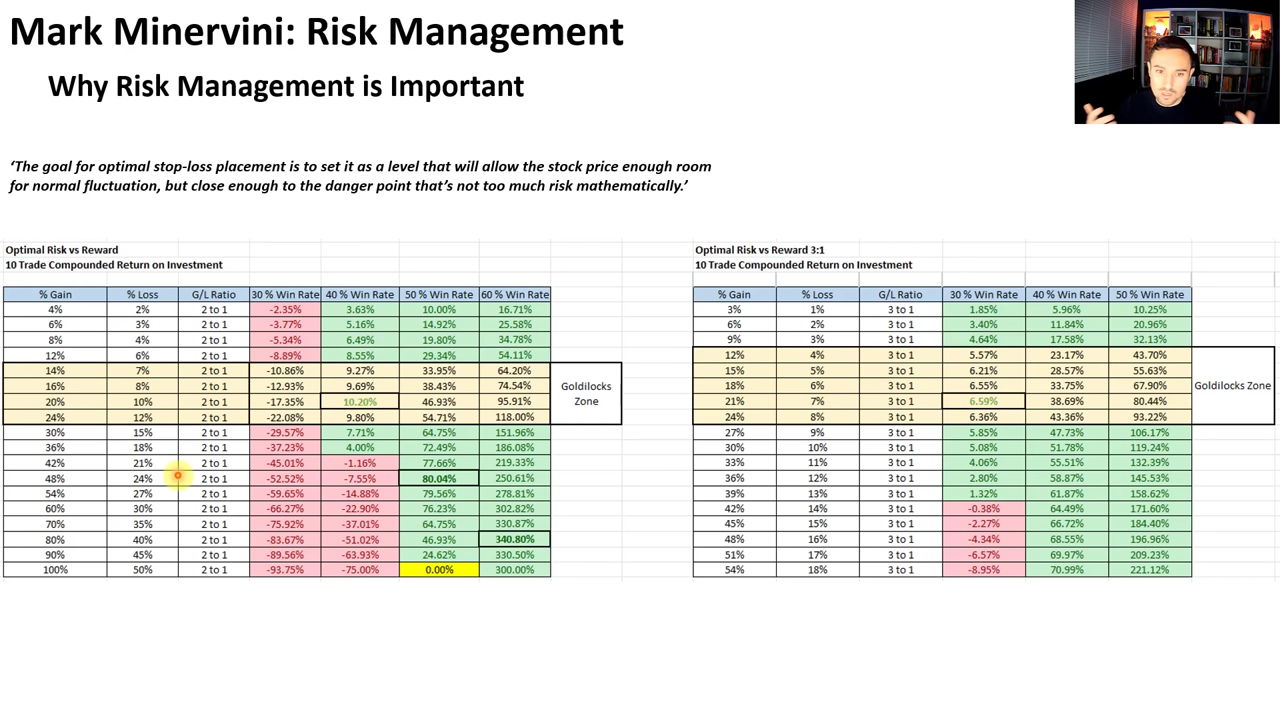 Mark Minervini: Risk Management
Why Risk Management is Important
‘The goal for optimal stop-loss placement is to set it as a level that will allow the stock price enough room
for normal fluctuation, but close enough to the danger point that’s not too much risk mathematically.’
Optimal Risk vs Reward
10 Trade Compounded Return on Investment
% Gain % Loss G/L Ratio 30 % Win Rate 40 % Win Rate 50 % Win Rate 60 % Win Rate
4% 2% 2 to 1 -2.35% 3.63% 10.00% 16.71%
6% 3% 2 to 1 -3.77% 5.16% 14.92% 25.58%
8% 4% 2 to 1 -5.34% 6.49% 19.80% 34.78%
12% 6% 2 to 1 -8.89% 8.55% 29.34% 54.11%
14% 7% 2 to 1 -10.86% 9.27% 33.95% 64.20%
16% 8% 2 to 1 -12.93% 9.69% 38.43% 74.54%
20% 10% 2 to 1 -17.35% 10.20% 46.93% 95.91%
24% 12% 2 to 1 -22.08% 9.80% 54.71% 118.00%
Goldilocks
Zone
30% 15% 2 to 1 -29.57% 7.71% 64.75% 151.96%
36% 18% 2 to 1 -37.23% 4.00% 72.49% 186.08%
42% 21% 2 to 1 -45.01% -1.16% 77.66% 219.33%
48% 24% 2 to 1 -52.52% -7.55% 80.04% 250.61%
54% 27% 2 to 1 -59.65% -14.88% 79.56% 278.81%
60% 30% 2 to 1 -66.27% -22.90% 76.23% 302.82%
70% 35% 2 to 1 -75.92% -37.01% 64.75% 330.87%
80% 40% 2 to 1 -83.67% -51.02% 46.93% 340.80%
90% 45% 2 to 1 -89.56% -63.93% 24.62% 330.50%
100% 50% 2 to 1 -93.75% -75.00% 0.00% 300.00%
Optimal Risk vs Reward 3:1
10 Trade Compounded Return on Investment
% Gain % Loss G/L Ratio 30 % Win Rate 40 % Win Rate 50 % Win Rate
3% 1% 3 to 1 1.85% 5.96% 10.25%
6% 2% 3 to 1 3.40% 11.84% 20.96%
9% 3% 3 to 1 4.64% 17.58% 32.13%
12% 4% 3 to 1 5.57% 23.17% 43.70%
15% 5% 3 to 1 6.21% 28.57% 55.63%
18% 6% 3 to 1 6.55% 33.75% 67.90%
21% 7% 3 to 1 6.59% 38.69% 80.44%
24% 8% 3 to 1 6.36% 43.36% 93.22%
Goldilocks Zone
27% 9% 3 to 1 5.85% 47.73% 106.17%
30% 10% 3 to 1 5.08% 51.78% 119.24%
33% 11% 3 to 1 4.06% 55.51% 132.39%
36% 12% 3 to 1 2.80% 58.87% 145.53%
39% 13% 3 to 1 1.32% 61.87% 158.62%
42% 14% 3 to 1 -0.38% 64.49% 171.60%
45% 15% 3 to 1 -2.27% 66.72% 184.40%
48% 16% 3 to 1 -4.34% 68.55% 196.96%
51% 17% 3 to 1 -6.57% 69.97% 209.23%
54% 18% 3 to 1 -8.95% 70.99% 221.12%